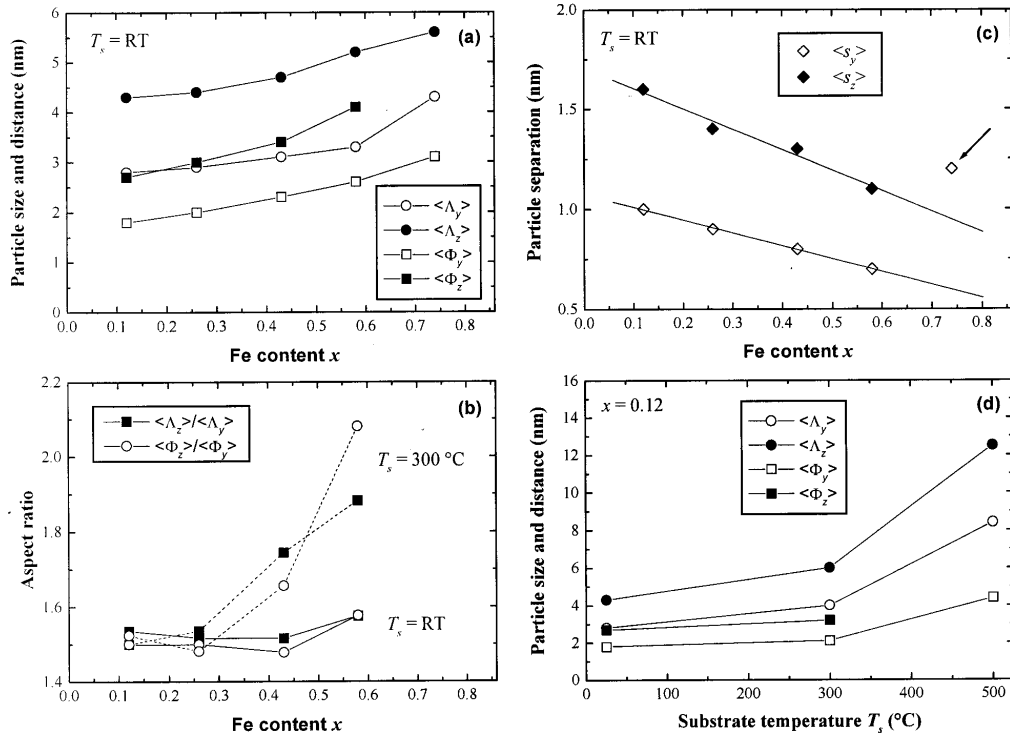 T_s = RT
(a)
Particle size and distance (nm)
6
5
4
3
2
1
0
<Λ_y>
<Λ_z>
<Φ_y>
<Φ_z>
0.0 0.1 0.2 0.3 0.4 0.5 0.6 0.7 0.8
Fe content x
T_s = RT
(c)
Particle separation (nm)
2.0
1.5
1.0
0.5
<s_y>
<s_z>
0.0 0.1 0.2 0.3 0.4 0.5 0.6 0.7 0.8
Fe content x
(b)
Aspect ratio
2.2
2.0
1.8
1.6
1.4
<Λ_z>/<Λ_y>
<Φ_z>/<Φ_y>
T_s = 300 °C
T_s = RT
0.0 0.1 0.2 0.3 0.4 0.5 0.6 0.7 0.8
Fe content x
x = 0.12
(d)
Particle size and distance (nm)
16
14
12
10
8
6
4
2
0
<Λ_y>
<Λ_z>
<Φ_y>
<Φ_z>
0 100 200 300 400 500
Substrate temperature T_s (°C)